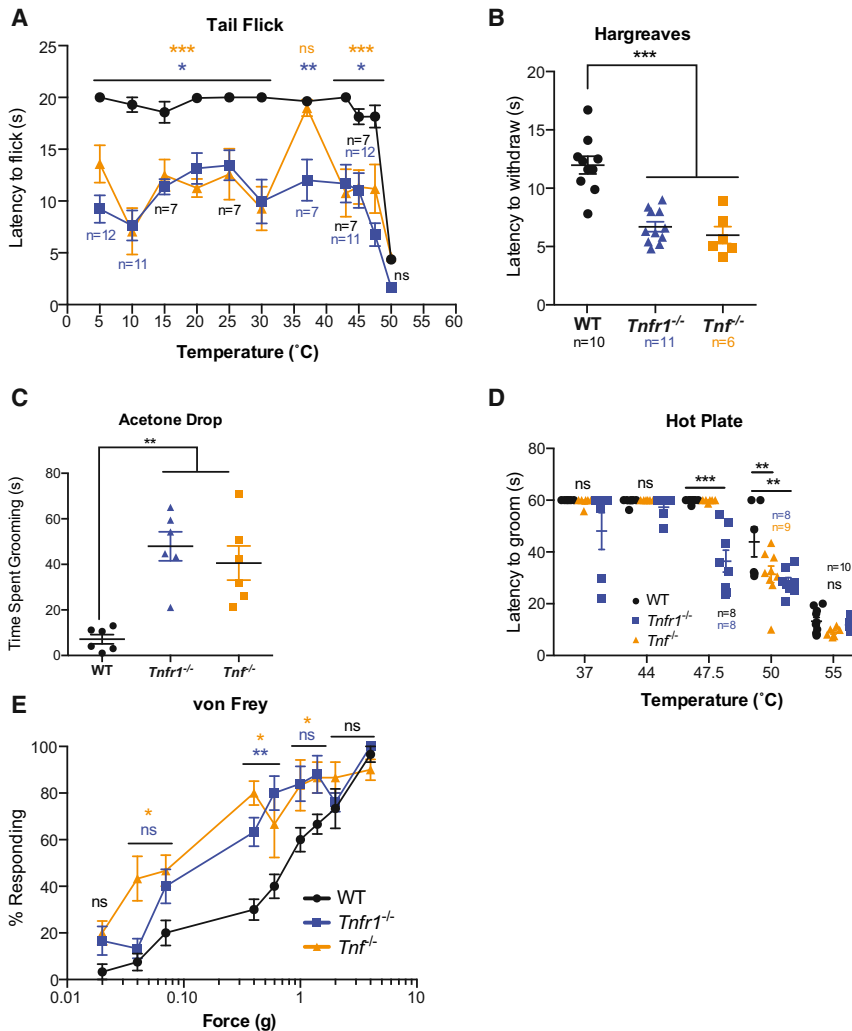 A
Tail Flick
***
*
ns
**
***
*
Latency to flick (s)
25
20
15
10
5
0
n=12
n=11
n=7
n=7
n=7
n=7
n=12
n=7
n=11
ns
0 5 10 15 20 25 30 35 40 45 50 55 60
Temperature (˚C)
B
Hargreaves
***
Latency to withdraw (s)
20
15
10
5
0
WT Tnfr1-/- Tnf-/-
n=10 n=11 n=6
C
Acetone Drop
**
Time Spent Grooming (s)
80
60
40
20
0
WT Tnfr1-/- Tnf-/-
D
Hot Plate
Latency to groom (s)
80
60
40
20
0
ns
ns
***
**
**
n=8
n=9
n=8
n=8
n=10
ns
WT
Tnfr1-/-
Tnf-/-
37 44 47.5 50 55
Temperature (˚C)
E
von Frey
% Responding
100
80
60
40
20
0
ns
*
ns
*
**
*
ns
ns
WT
Tnfr1-/-
Tnf-/-
0.01 0.10 1 10
Force (g)